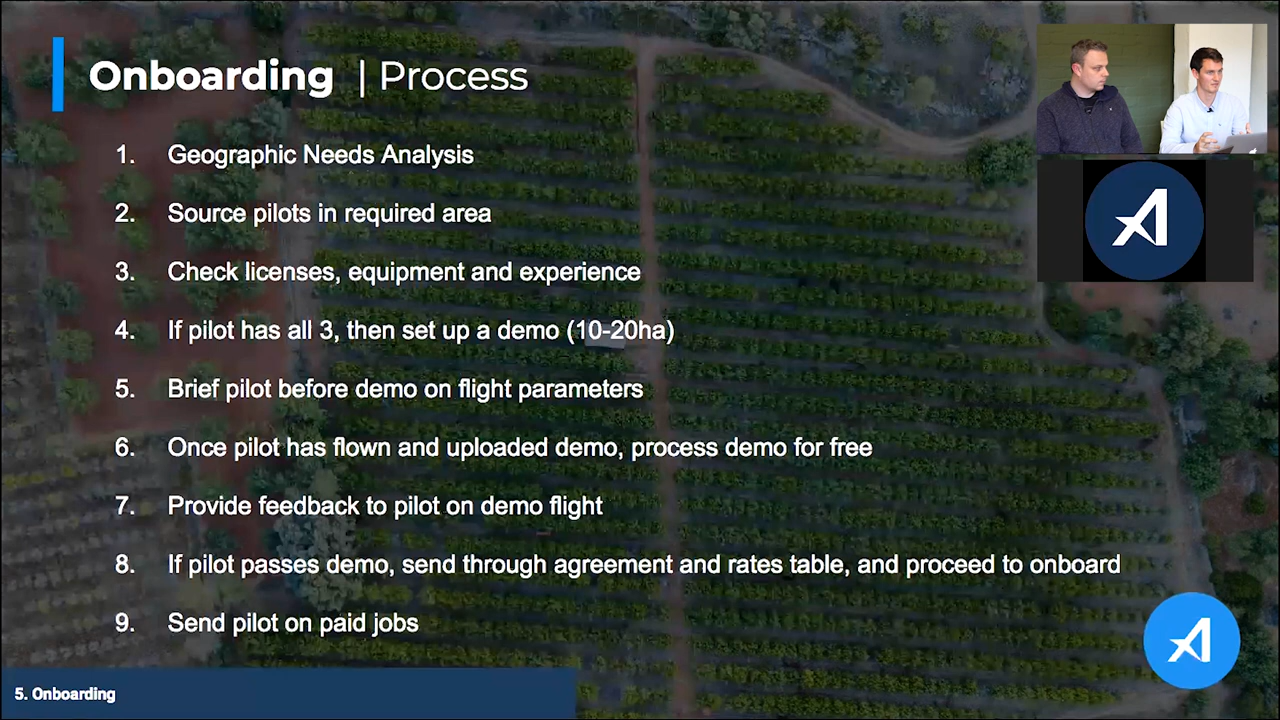 Onboarding | Process
1. Geographic Needs Analysis
2. Source pilots in required area
3. Check licenses, equipment and experience
4. If pilot has all 3, then set up a demo (10-20ha)
5. Brief pilot before demo on flight parameters
6. Once pilot has flown and uploaded demo, process demo for free
7. Provide feedback to pilot on demo flight
8. If pilot passes demo, send through agreement and rates table, and proceed to onboard
9. Send pilot on paid jobs
5. Onboarding